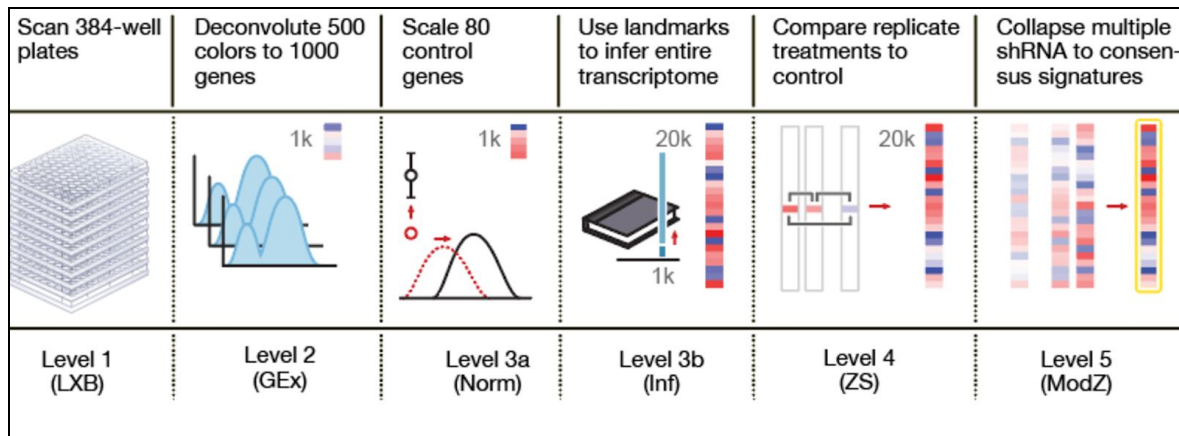 Scan 384-well
plates
Deconvolute 500
colors to 1000
genes
Scale 80
control
genes
Use landmarks
to infer entire
transcriptome
Compare replicate
treatments to
control
Collapse multiple
shRNA to consen-
sus signatures
1k
1k
20k
1k
20k
Level 1
(LXB)
Level 2
(GEx)
Level 3a
(Norm)
Level 3b
(Inf)
Level 4
(ZS)
Level 5
(ModZ)